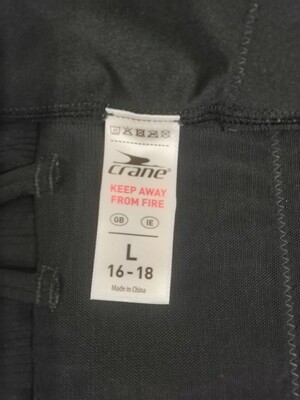 crane®
KEEP AWAY
FROM FIRE
GB IE
L
16-18
Made in China